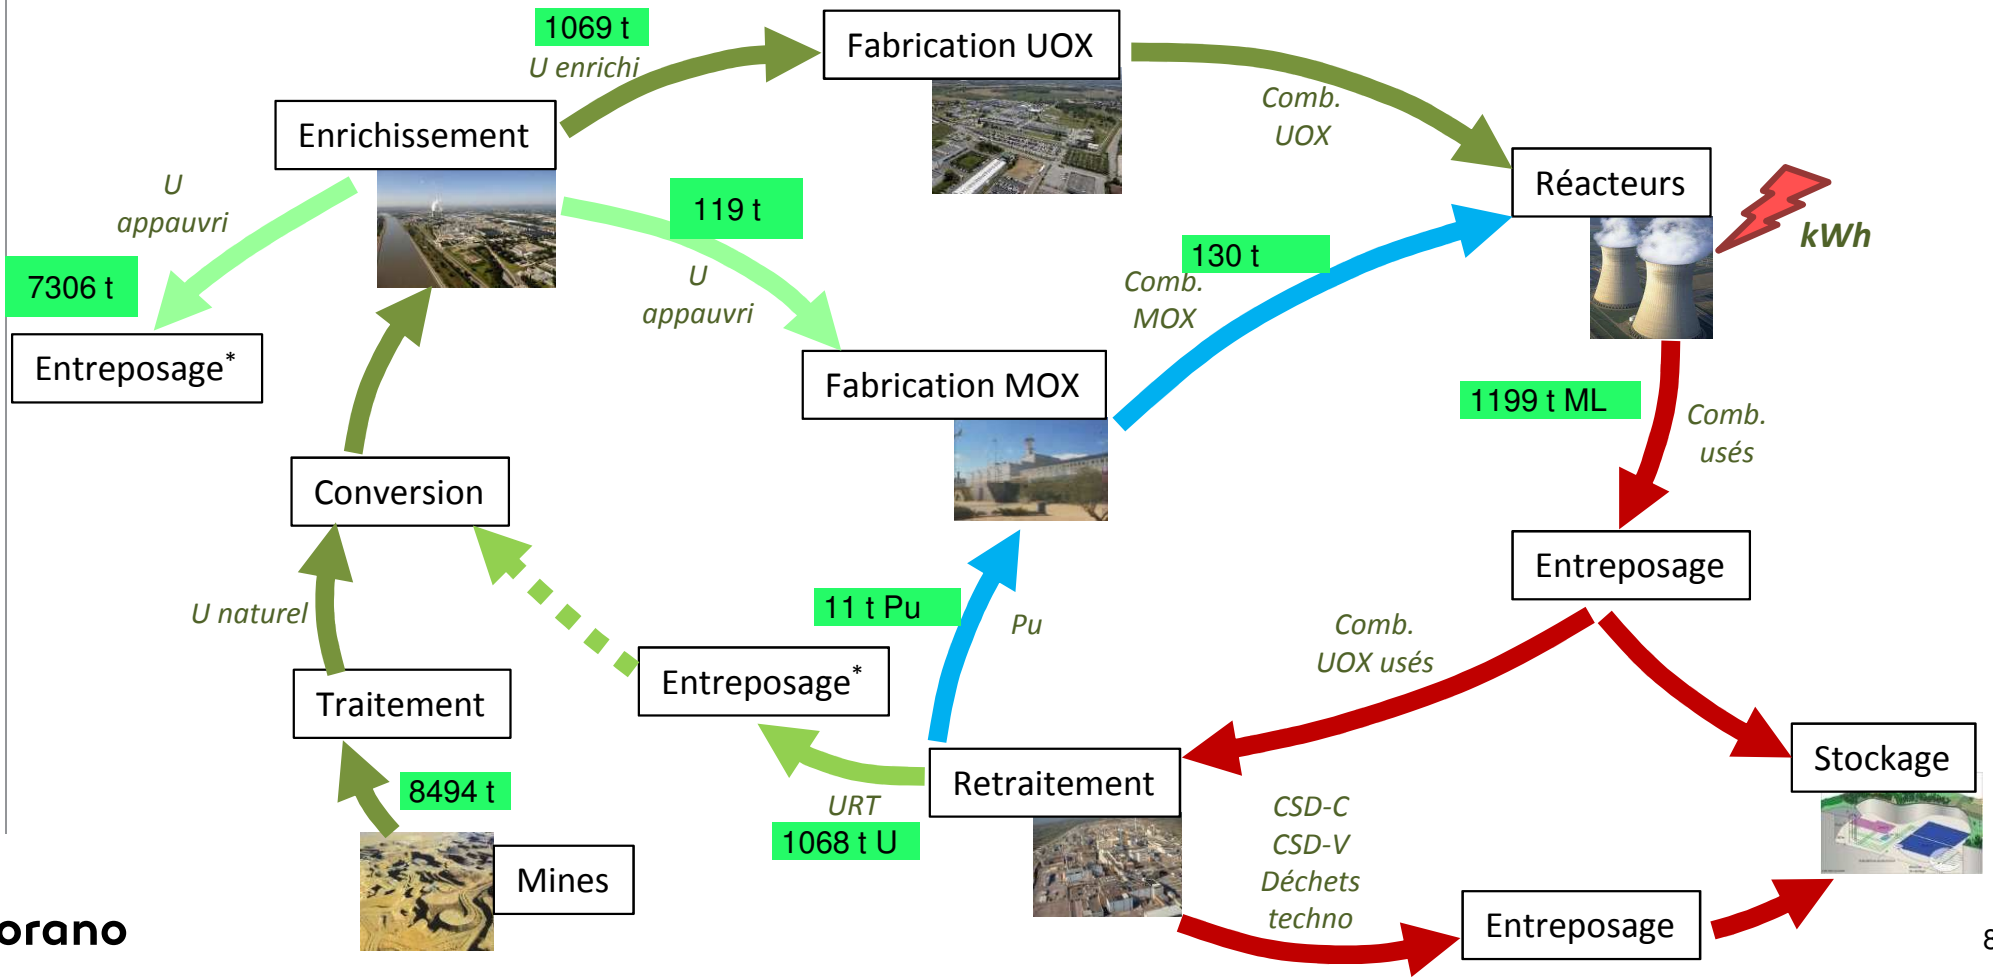 1069 t
U enrichi
Fabrication UOX
Comb.
UOX
Enrichissement
Réacteurs
kWh
U
appauvri
119 t
U
appauvri
130 t
Comb.
MOX
7306 t
Entreposage*
Fabrication MOX
1199 t ML
Comb.
usés
Conversion
Entreposage
U naturel
11 t Pu
Pu
Comb.
UOX usés
Entreposage*
Traitement
Stockage
8494 t
URT
1068 t U
Retraitement
CSD-C
CSD-V
Déchets
techno
Mines
Entreposage
orano
8